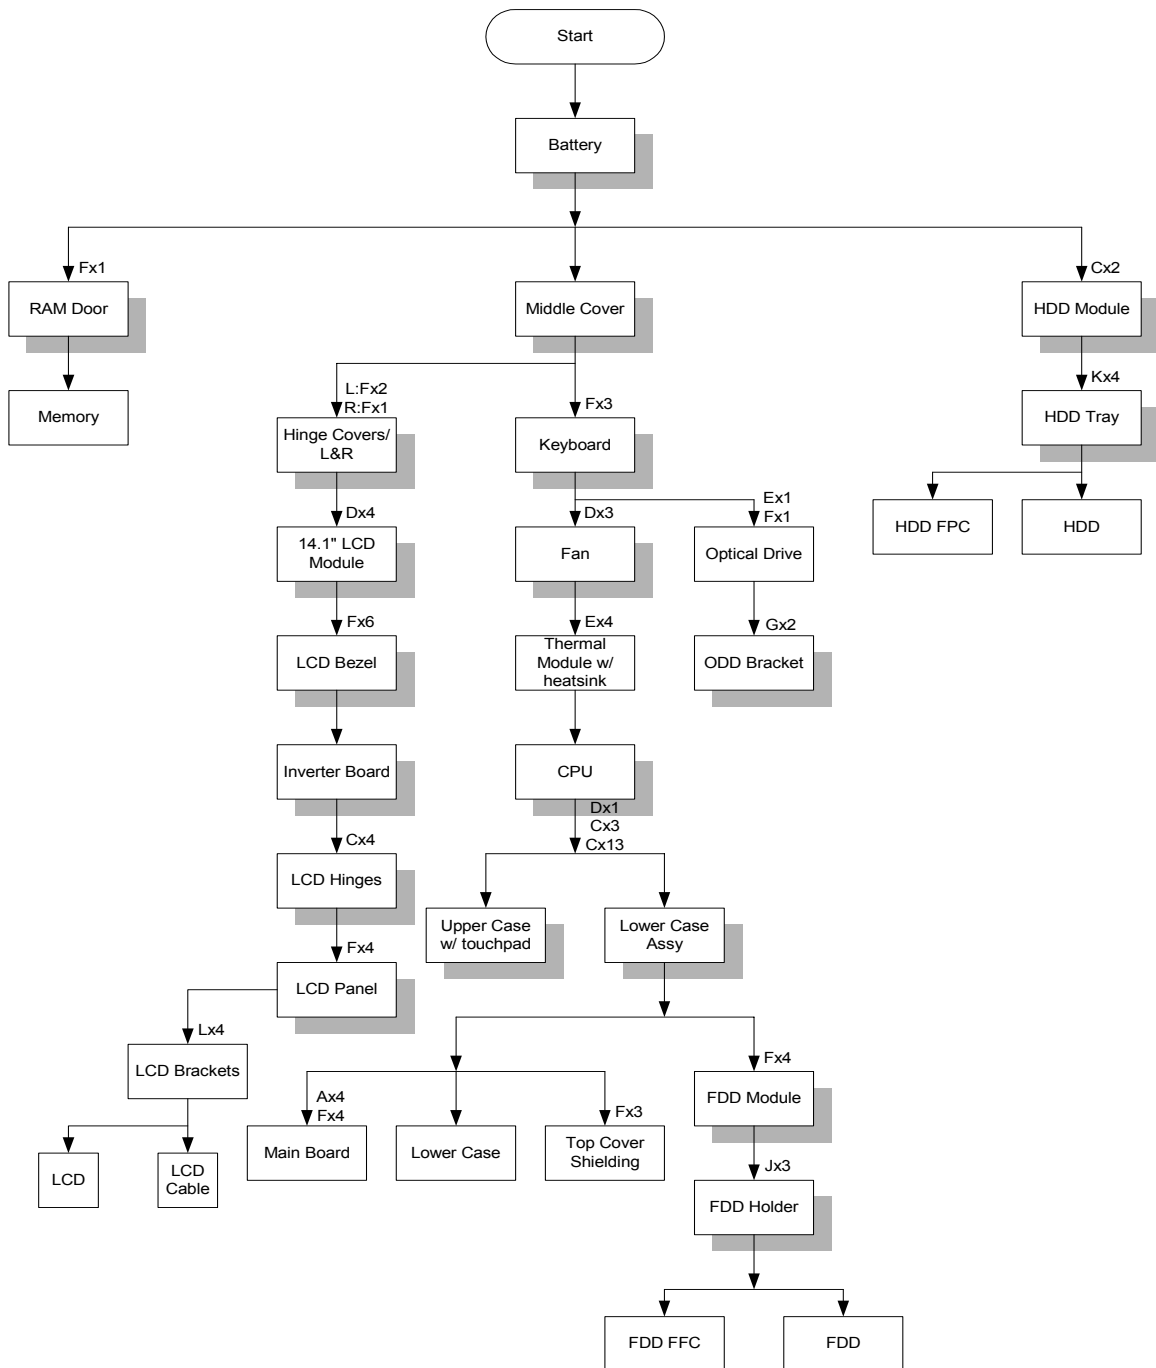 Start
Battery
Fx1
Cx2
RAM Door
Middle Cover
HDD Module
L:Fx2
R:Fx1
Fx3
Kx4
Memory
Hinge Covers/
L&R
Keyboard
HDD Tray
Dx4
Dx3
Ex1
Fx1
14.1" LCD
Module
Fan
Optical Drive
HDD FPC
HDD
Fx6
Ex4
Gx2
LCD Bezel
Thermal
Module w/
heatsink
ODD Bracket
Inverter Board
CPU
Dx1
Cx3
Cx13
Cx4
LCD Hinges
Upper Case
w/ touchpad
Lower Case
Assy
Fx4
LCD Panel
Lx4
Fx4
LCD Brackets
FDD Module
Ax4
Fx4
Fx3
Main Board
Lower Case
Top Cover
Shielding
LCD
LCD
Cable
Jx3
FDD Holder
FDD FFC
FDD